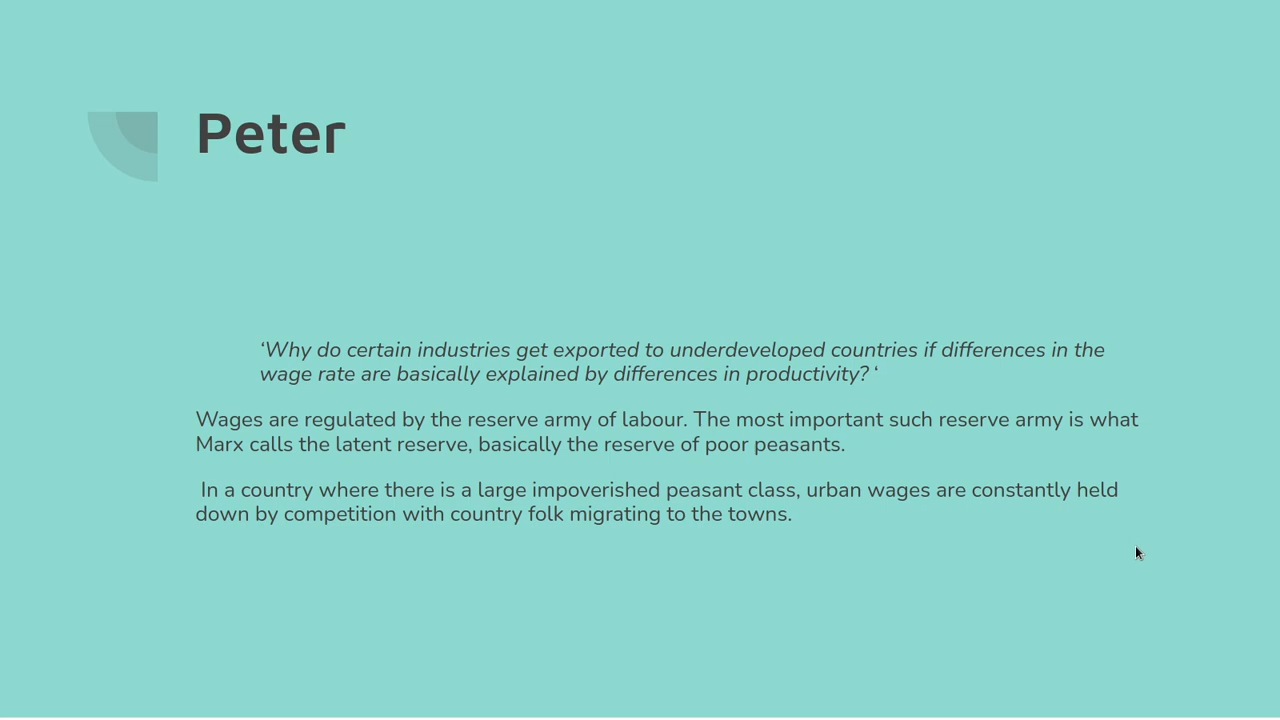 Peter
‘Why do certain industries get exported to underdeveloped countries if differences in the
wage rate are basically explained by differences in productivity? ‘
Wages are regulated by the reserve army of labour. The most important such reserve army is what
Marx calls the latent reserve, basically the reserve of poor peasants.
In a country where there is a large impoverished peasant class, urban wages are constantly held
down by competition with country folk migrating to the towns.